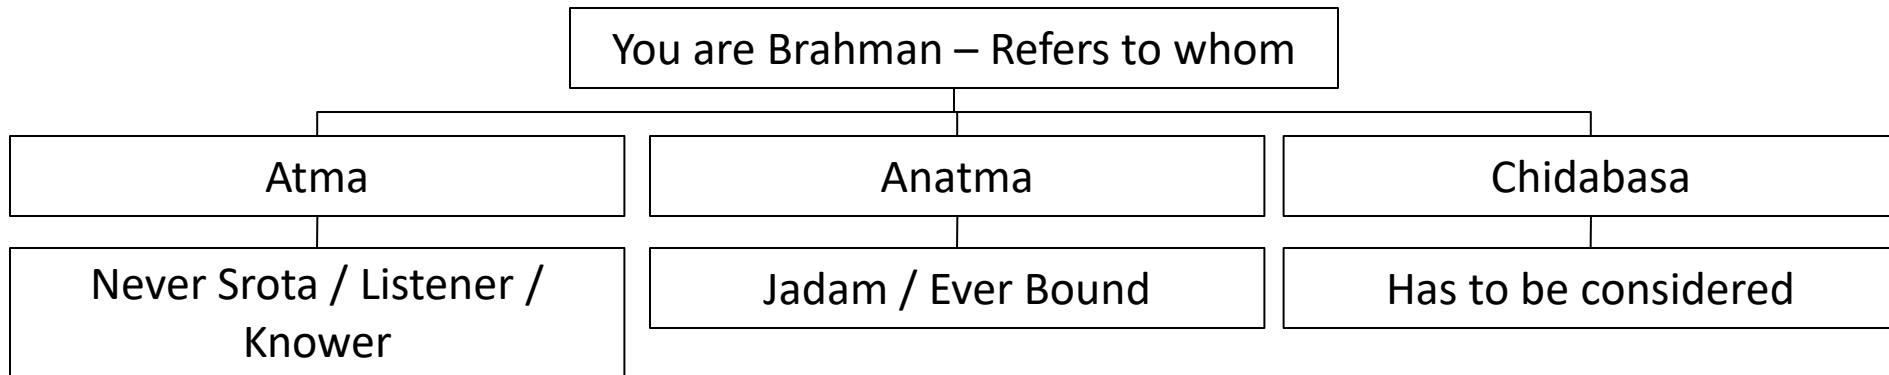 You are Brahman – Refers to whom
Atma
Anatma
Chidabasa
Never Srota / Listener /
Knower
Jadam / Ever Bound
Has to be considered